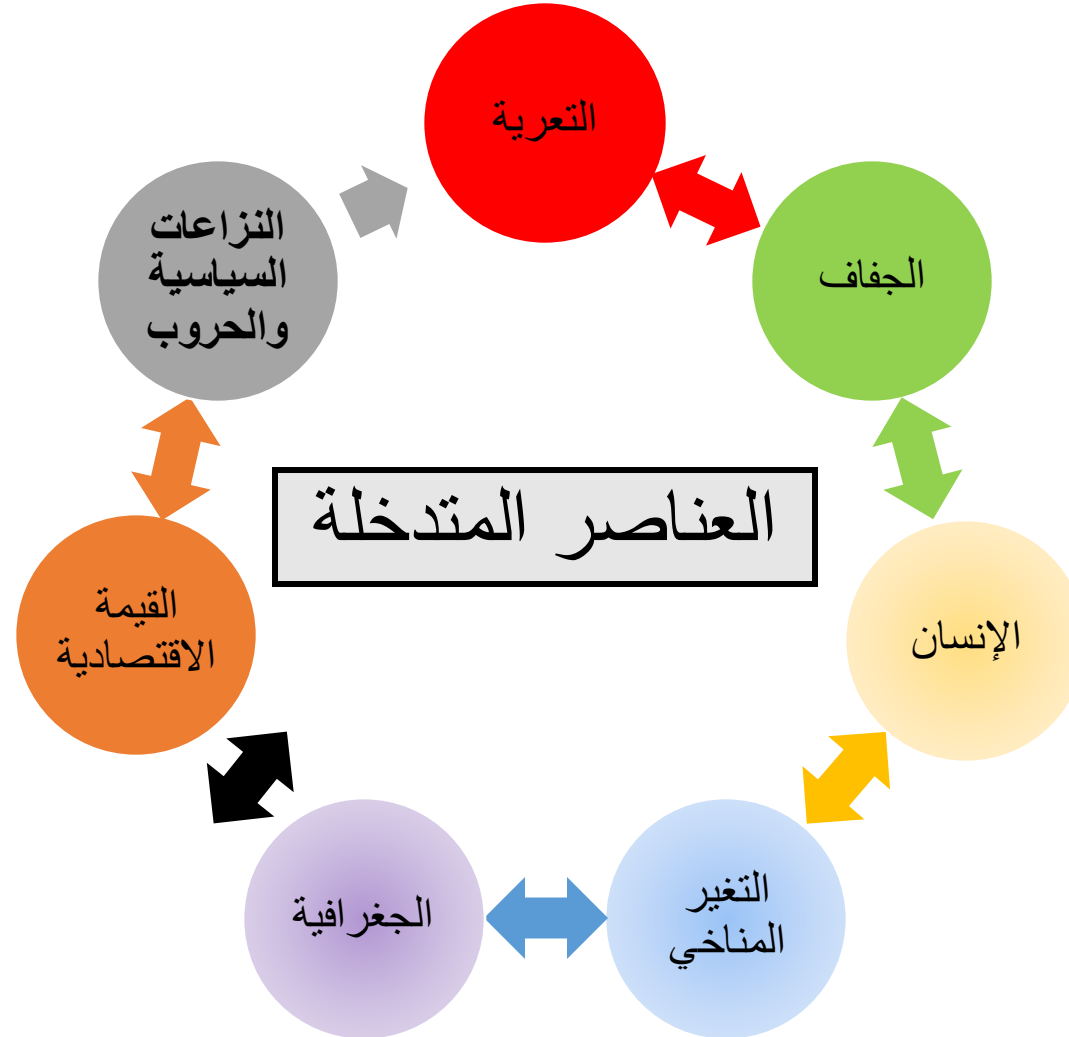 التعرية
الجفاف
الإنسان
التغير
المناخي
الجغرافية
القيمة
الاقتصادية
النزاعات
السياسية
والحروب
العناصر المتدخلة